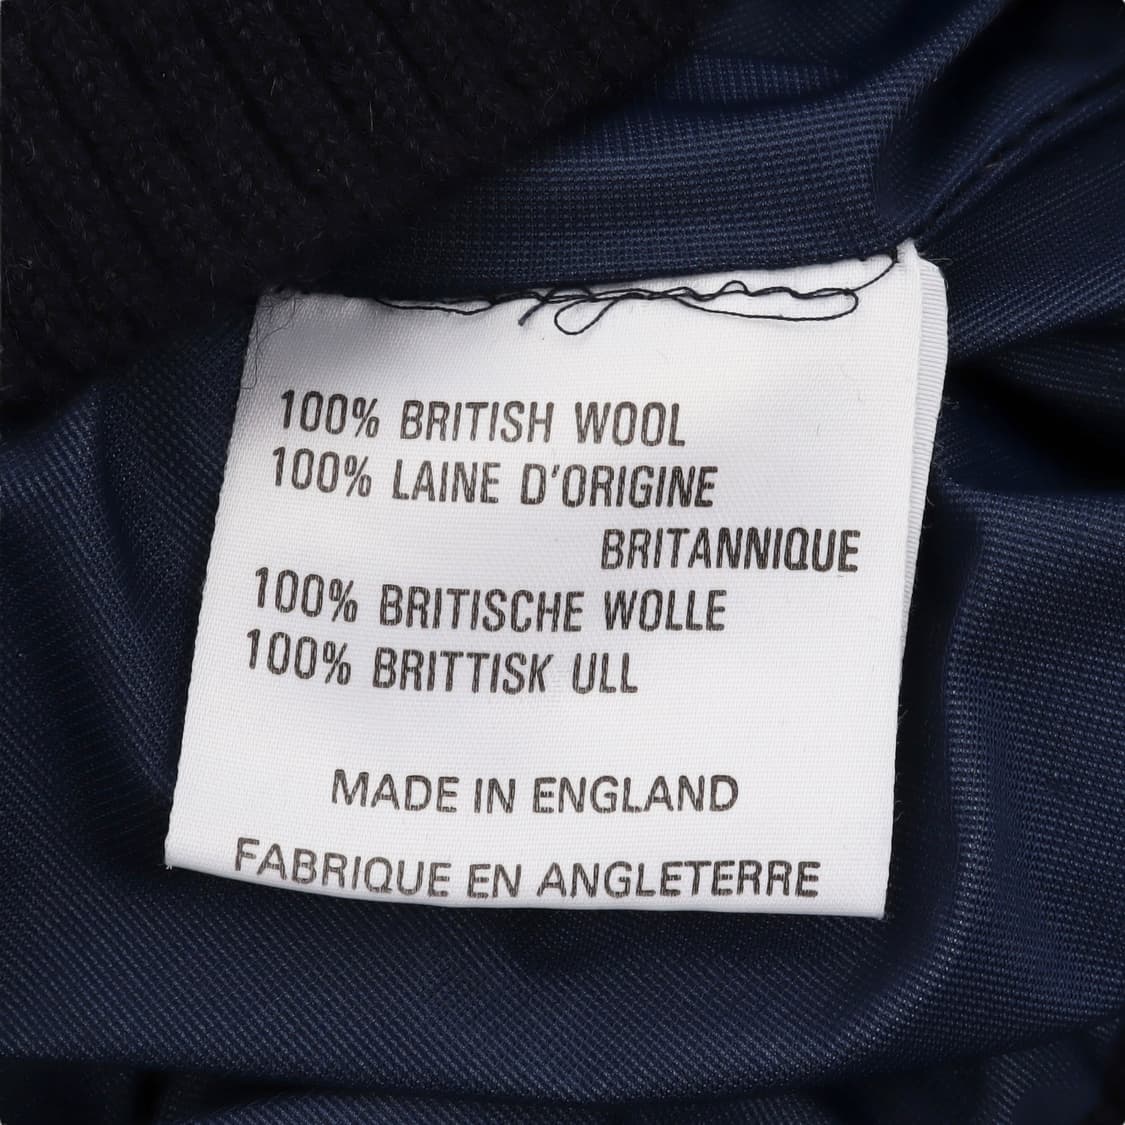 100% BRITISH WOOL
100% LAINE D'ORIGINE
BRITANNIQUE
100% BRITISCHE WOLLE
100% BRITTISK ULL
MADE IN ENGLAND
FABRIQUE EN ANGLETERRE